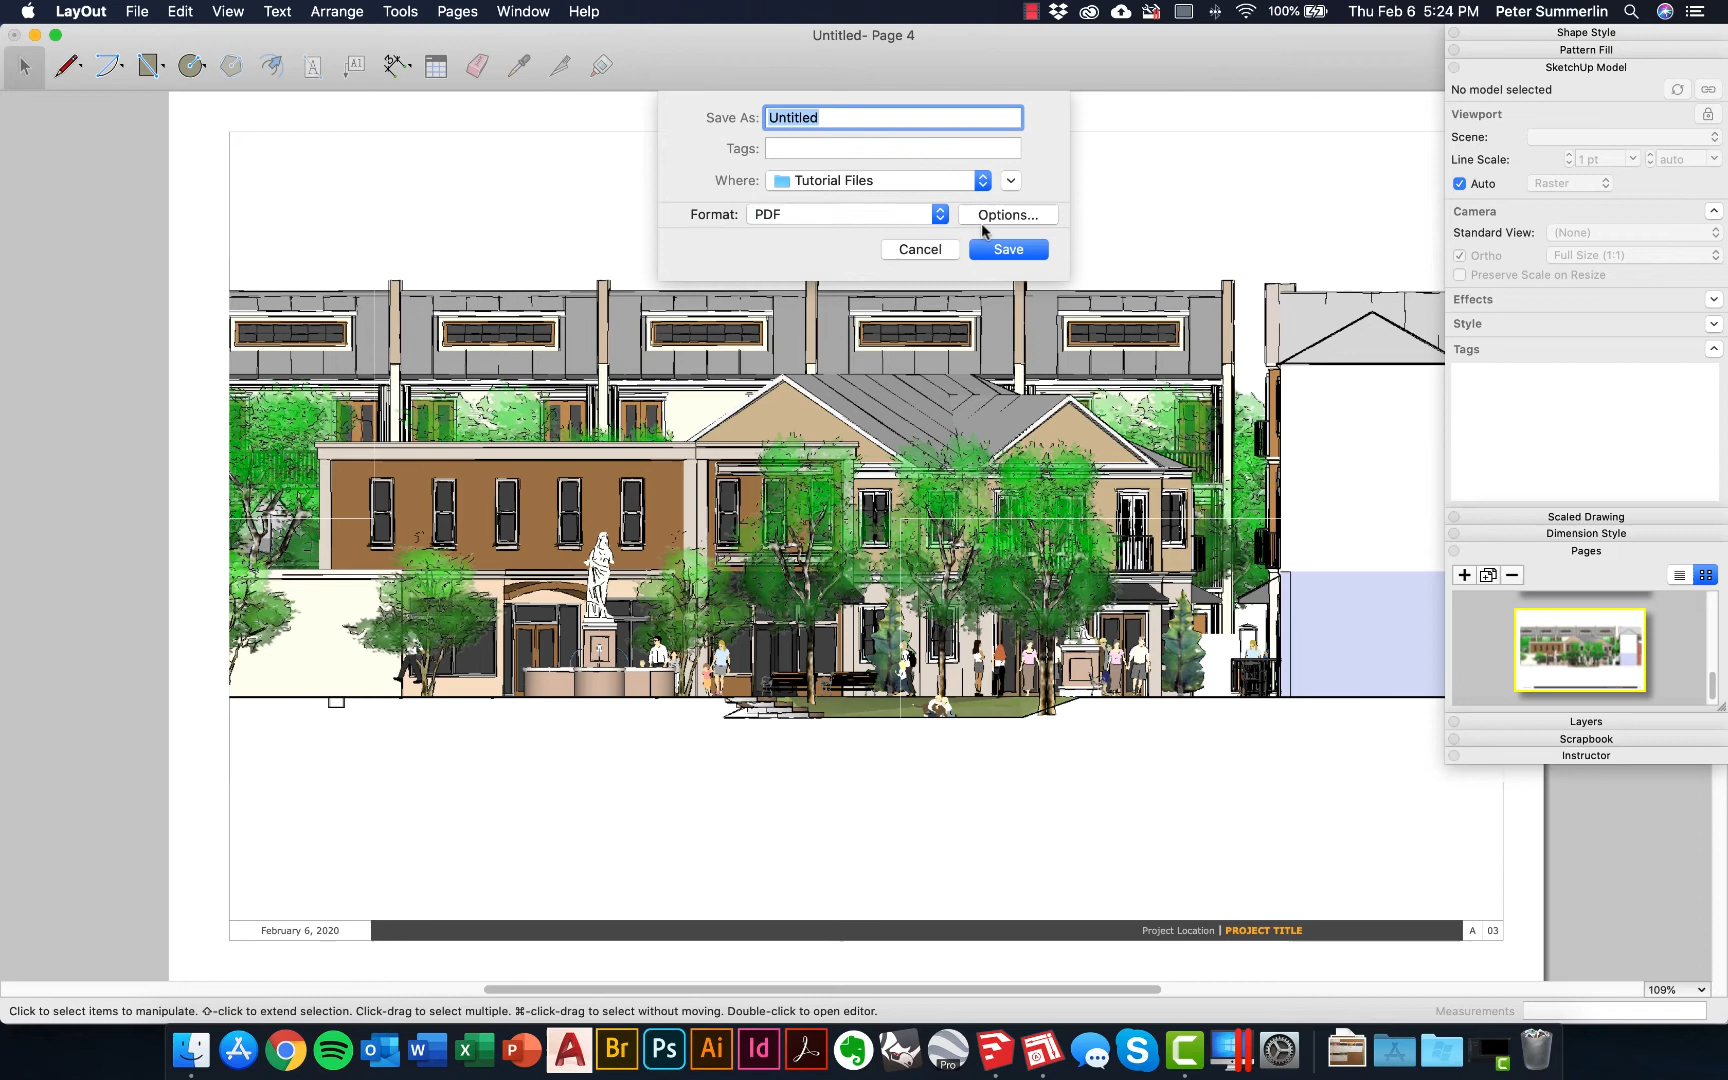 LayOut File Edit View Text Arrange Tools Pages Window Help 100% Thu Feb 6 5:24 PM Peter Summerlin
Untitled- Page 4
Save As: Untitled
Tags:
Where: Tutorial Files
Format: PDF Options...
Cancel Save
Shape Style
Pattern Fill
SketchUp Model
No model selected
Viewport
Scene:
Line Scale: 1 pt auto
Auto Raster
Camera
Standard View: (None)
Ortho Full Size (1:1)
Preserve Scale on Resize
Effects
Style
Tags
Scaled Drawing
Dimension Style
Pages
Layers
Scrapbook
Instructor
February 6, 2020 Project Location | PROJECT TITLE A 03
109%
Click to select items to manipulate. ⇧-click to extend selection. Click-drag to select multiple. ⌘-click-drag to select without moving. Double-click to open editor. Measurements
A1
A
O W X P A Br Ps Ai Id Pro S C
C